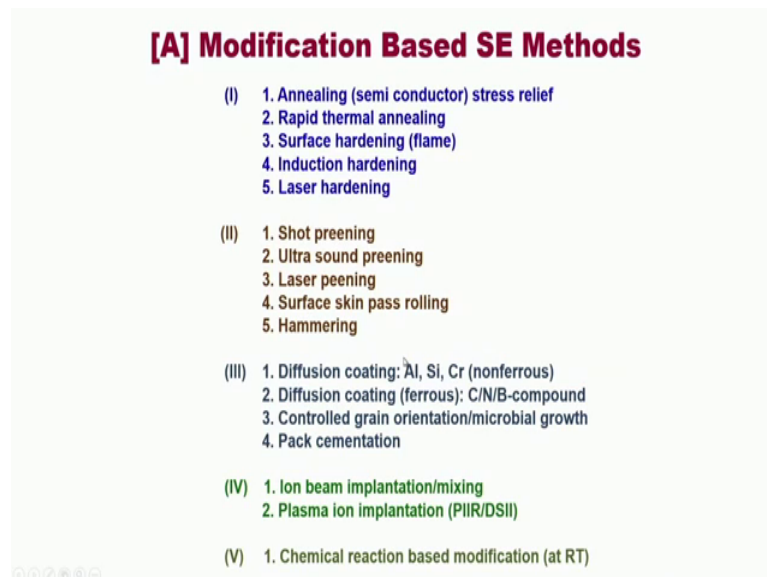 [A] Modification Based SE Methods
(I) 1. Annealing (semi conductor) stress relief
2. Rapid thermal annealing
3. Surface hardening (flame)
4. Induction hardening
5. Laser hardening
(II) 1. Shot preening
2. Ultra sound preening
3. Laser peening
4. Surface skin pass rolling
5. Hammering
(III) 1. Diffusion coating: Al, Si, Cr (nonferrous)
2. Diffusion coating (ferrous): C/N/B-compound
3. Controlled grain orientation/microbial growth
4. Pack cementation
(IV) 1. Ion beam implantation/mixing
2. Plasma ion implantation (PIIR/DSII)
(V) 1. Chemical reaction based modification (at RT)